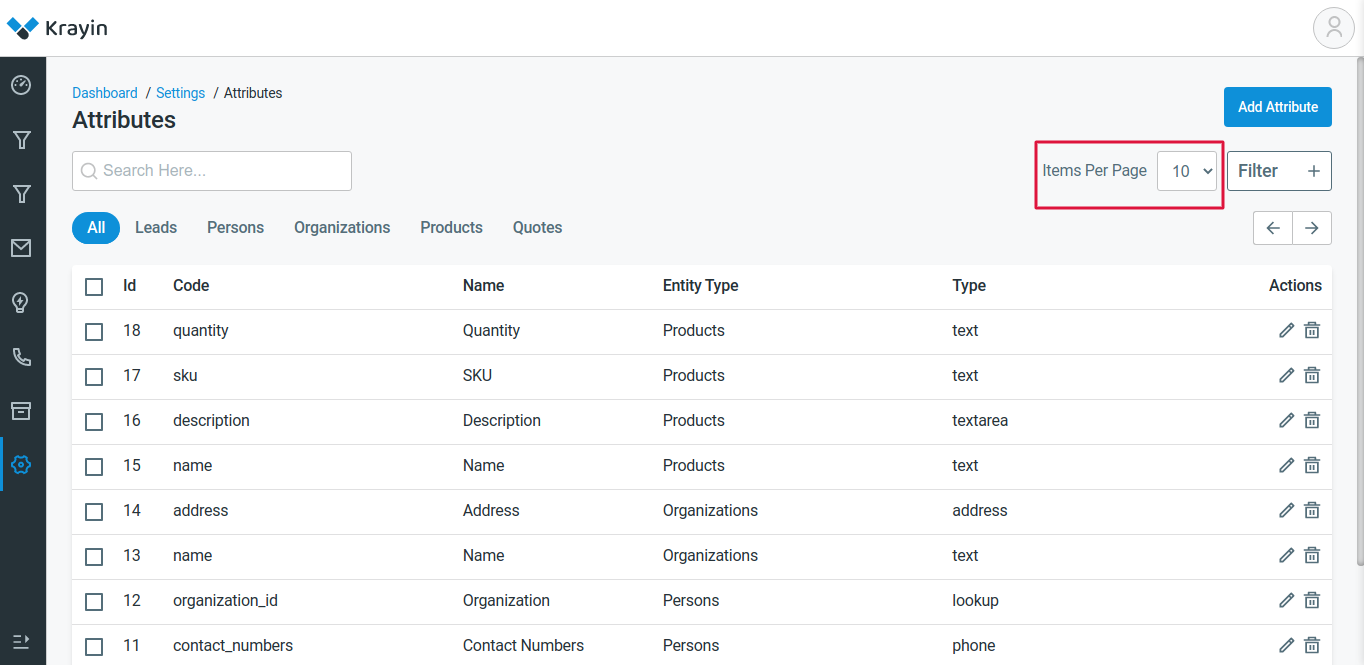 Krayin
Dashboard / Settings / Attributes
Attributes
Add Attribute
Search Here...
Items Per Page 10 Filter +
All Leads Persons Organizations Products Quotes
Id Code Name Entity Type Type Actions
18 quantity Quantity Products text
17 sku SKU Products text
16 description Description Products textarea
15 name Name Products text
14 address Address Organizations address
13 name Name Organizations text
12 organization_id Organization Persons lookup
11 contact_numbers Contact Numbers Persons phone